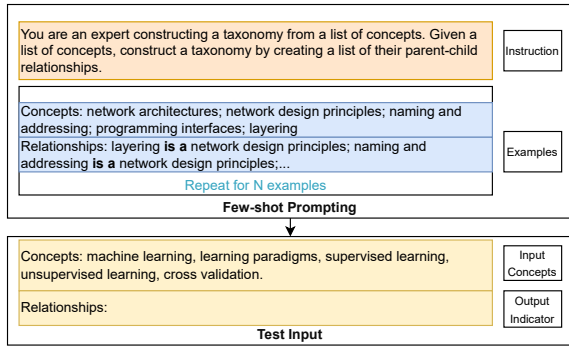 You are an expert constructing a taxonomy from a list of concepts. Given a
list of concepts, construct a taxonomy by creating a list of their parent-child
relationships.
Instruction
Concepts: network architectures; network design principles; naming and
addressing; programming interfaces; layering
Relationships: layering is a network design principles; naming and
addressing is a network design principles;...
Examples
Repeat for N examples
Few-shot Prompting
Concepts: machine learning, learning paradigms, supervised learning,
unsupervised learning, cross validation.
Input
Concepts
Relationships:
Output
Indicator
Test Input